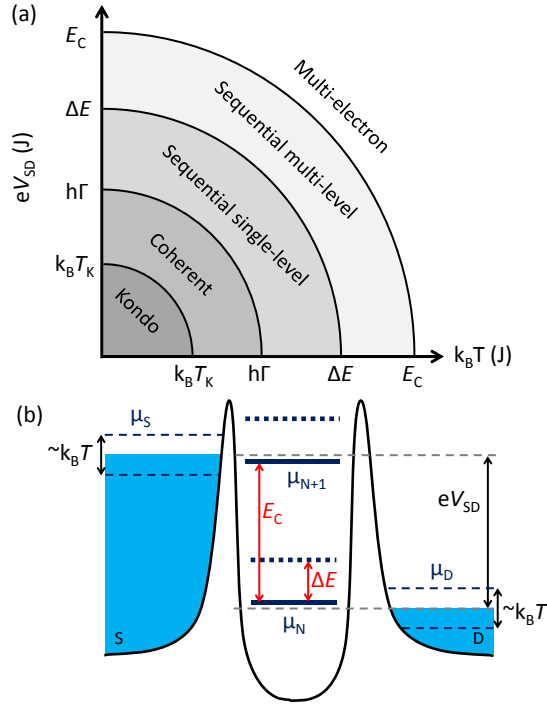 (a)
E_C
ΔE
hΓ
k_BT_K
eV_SD (J)
Multi-electron
Sequential multi-level
Sequential single-level
Coherent
Kondo
k_BT_K
hΓ
ΔE
E_C
k_BT (J)
(b)
μ_S
~k_BT
μ_N+1
E_C
eV_SD
ΔE
μ_D
μ_N
~k_BT
S
D